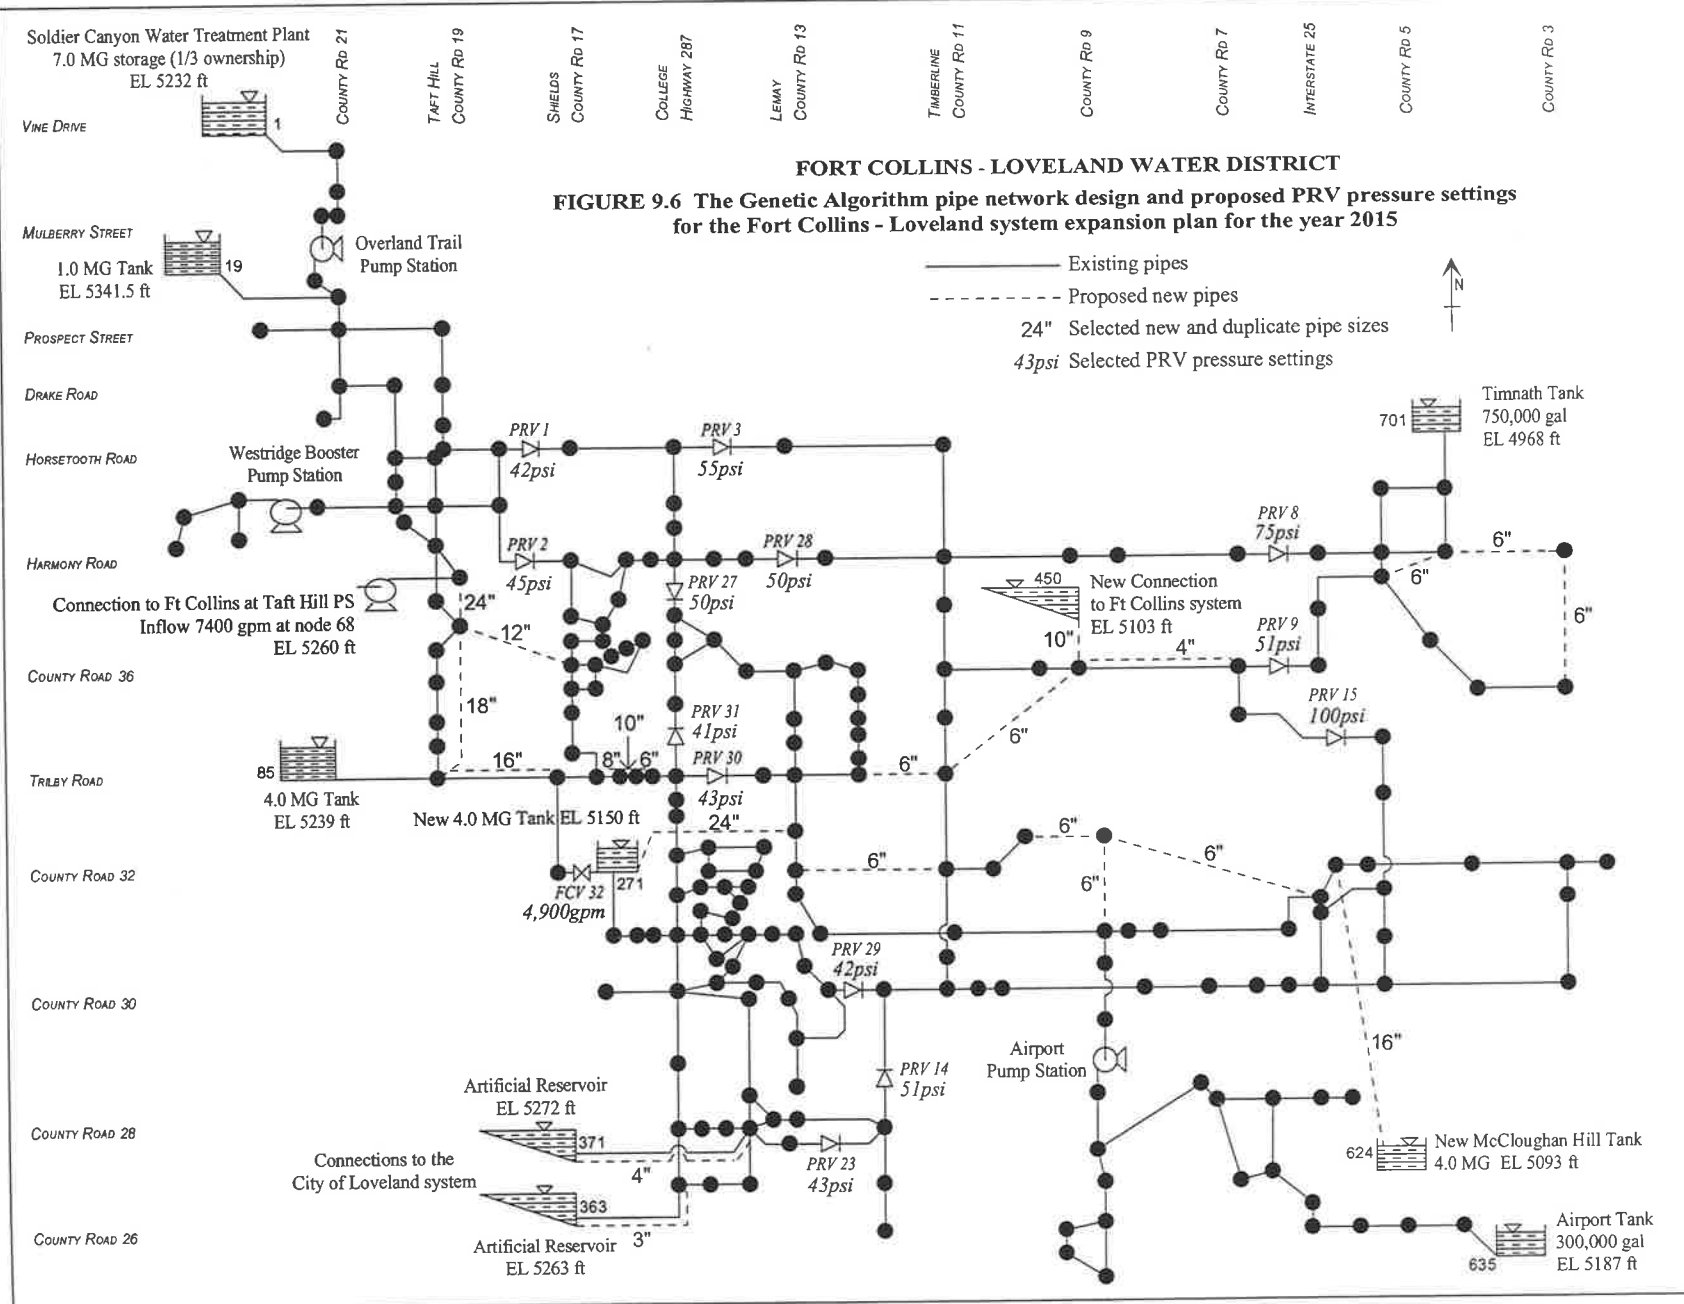 Soldier Canyon Water Treatment Plant
7.0 MG storage (1/3 ownership)
EL 5232 ft
1
COUNTY RD 21
TAFT HILL
COUNTY RD 19
SHIELDS
COUNTY RD 17
COLLEGE
HIGHWAY 287
LEMAY
COUNTY RD 13
TIMBERLINE
COUNTY RD 11
COUNTY RD 9
COUNTY RD 7
INTERSTATE 25
COUNTY RD 5
COUNTY RD 3
VINE DRIVE
FORT COLLINS - LOVELAND WATER DISTRICT
FIGURE 9.6 The Genetic Algorithm pipe network design and proposed PRV pressure settings
for the Fort Collins - Loveland system expansion plan for the year 2015
MULBERRY STREET
1.0 MG Tank
EL 5341.5 ft
19
Overland Trail
Pump Station
Existing pipes
Proposed new pipes
24" Selected new and duplicate pipe sizes
43psi Selected PRV pressure settings
N
PROSPECT STREET
DRAKE ROAD
701
Timnath Tank
750,000 gal
EL 4968 ft
HORSETOOTH ROAD
Westridge Booster
Pump Station
PRV 1
42psi
PRV 3
55psi
PRV 8
75psi
6"
HARMONY ROAD
PRV 2
45psi
PRV 28
50psi
PRV 27
50psi
6"
6"
Connection to Ft Collins at Taft Hill PS
Inflow 7400 gpm at node 68
EL 5260 ft
24"
12"
450
New Connection
to Ft Collins system
EL 5103 ft
10"
4"
PRV 9
51psi
COUNTY ROAD 36
18"
PRV 31
41psi
PRV 15
100psi
6"
10"
16"
8"
6"
PRV 30
43psi
6"
TRILBY ROAD
85
4.0 MG Tank
EL 5239 ft
New 4.0 MG Tank EL 5150 ft
24"
6"
6"
6"
6"
COUNTY ROAD 32
FCV 32
4,900gpm
271
PRV 29
42psi
COUNTY ROAD 30
16"
Airport
Pump Station
PRV 14
51psi
Artificial Reservoir
EL 5272 ft
371
COUNTY ROAD 28
Connections to the
City of Loveland system
4"
PRV 23
43psi
624
New McCloughan Hill Tank
4.0 MG EL 5093 ft
363
3"
COUNTY ROAD 26
Artificial Reservoir
EL 5263 ft
635
Airport Tank
300,000 gal
EL 5187 ft